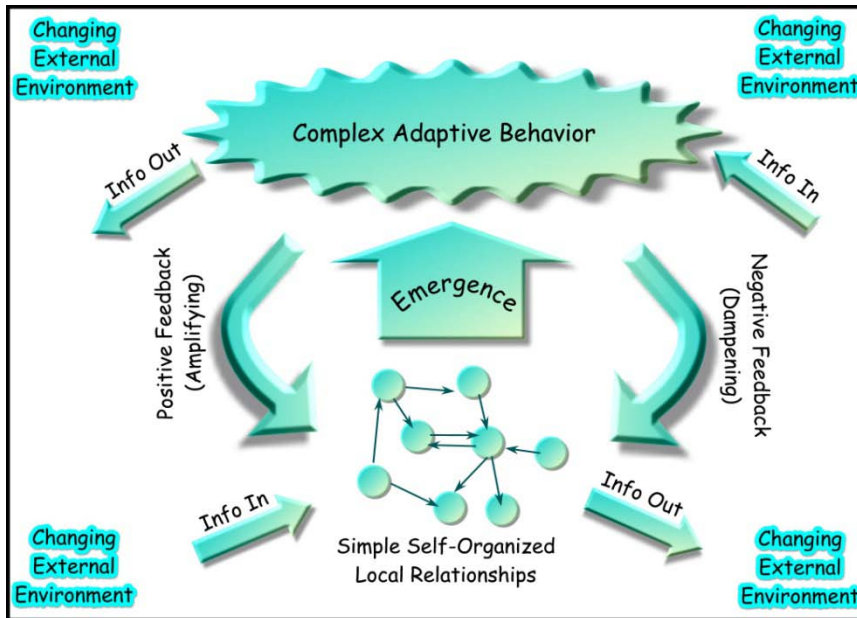 Changing
External
Environment
Changing
External
Environment
Complex Adaptive Behavior
Info Out
Info In
Positive Feedback
(Amplifying)
Emergence
Negative Feedback
(Dampening)
Info In
Info Out
Simple Self-Organized
Local Relationships
Changing
External
Environment
Changing
External
Environment